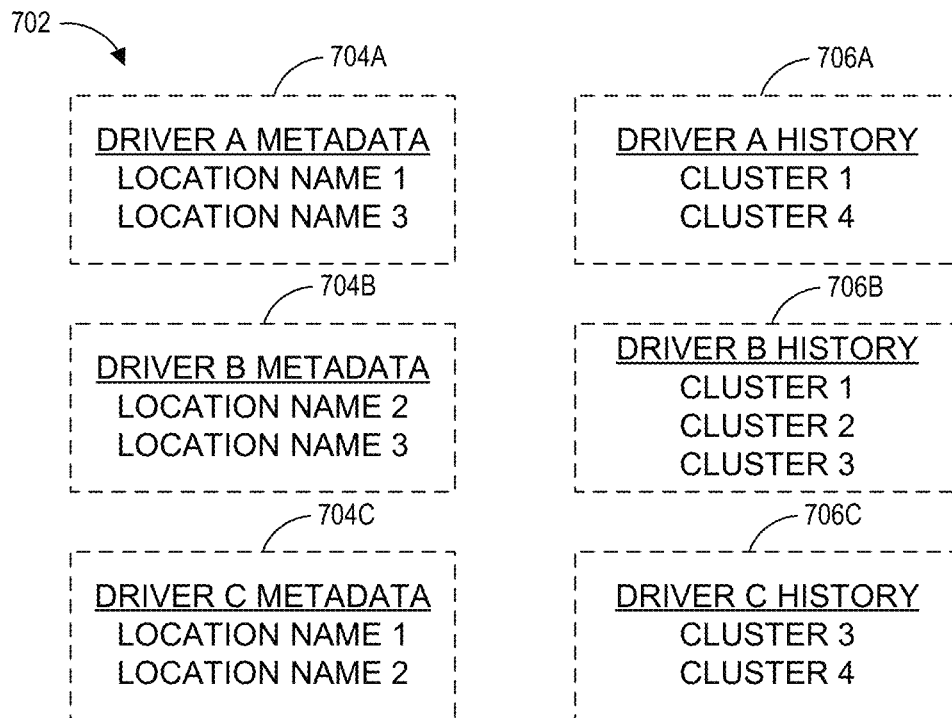 702
704A
DRIVER A METADATA
LOCATION NAME 1
LOCATION NAME 3
706A
DRIVER A HISTORY
CLUSTER 1
CLUSTER 4
704B
DRIVER B METADATA
LOCATION NAME 2
LOCATION NAME 3
706B
DRIVER B HISTORY
CLUSTER 1
CLUSTER 2
CLUSTER 3
704C
DRIVER C METADATA
LOCATION NAME 1
LOCATION NAME 2
706C
DRIVER C HISTORY
CLUSTER 3
CLUSTER 4